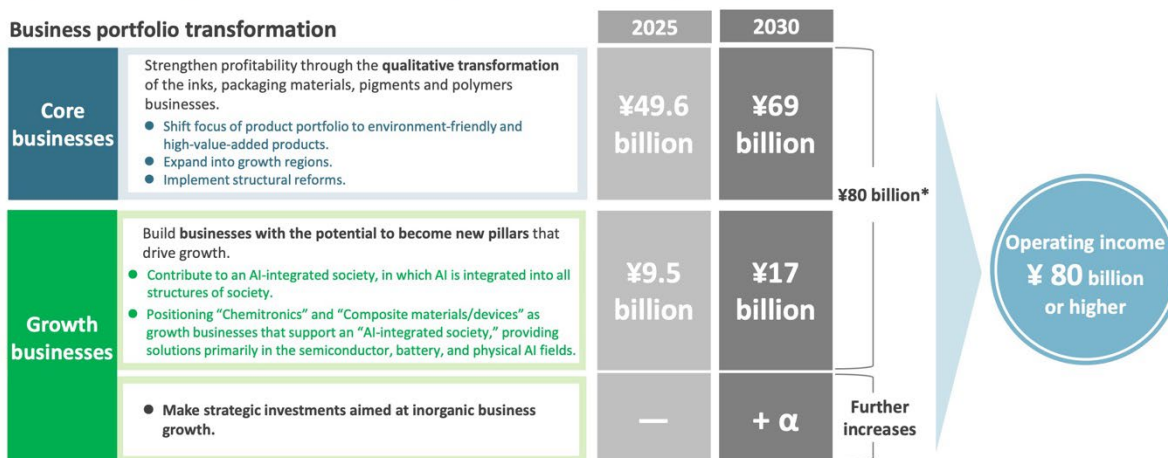 Business portfolio transformation
2025
2030
Core
businesses
Strengthen profitability through the qualitative transformation
of the inks, packaging materials, pigments and polymers
businesses.
● Shift focus of product portfolio to environment-friendly and
high-value-added products.
● Expand into growth regions.
● Implement structural reforms.
¥49.6
billion
¥69
billion
¥80 billion*
Growth
businesses
Build businesses with the potential to become new pillars that
drive growth.
● Contribute to an AI-integrated society, in which AI is integrated into all
structures of society.
● Positioning “Chemitronics” and “Composite materials/devices” as
growth businesses that support an “AI-integrated society,” providing
solutions primarily in the semiconductor, battery, and physical AI fields.
¥9.5
billion
¥17
billion
● Make strategic investments aimed at inorganic business
growth.
—
+ α
Further
increases
Operating income
¥ 80 billion
or higher